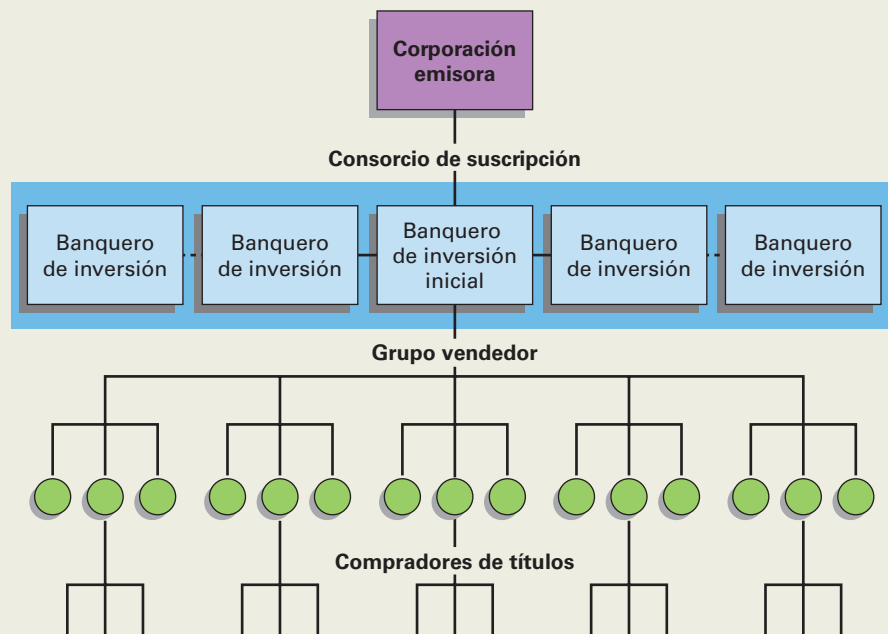 Corporación
emisora
Consorcio de suscripción
Banquero
de inversión
Banquero
de inversión
Banquero
de inversión
inicial
Banquero
de inversión
Banquero
de inversión
Grupo vendedor
Compradores de títulos